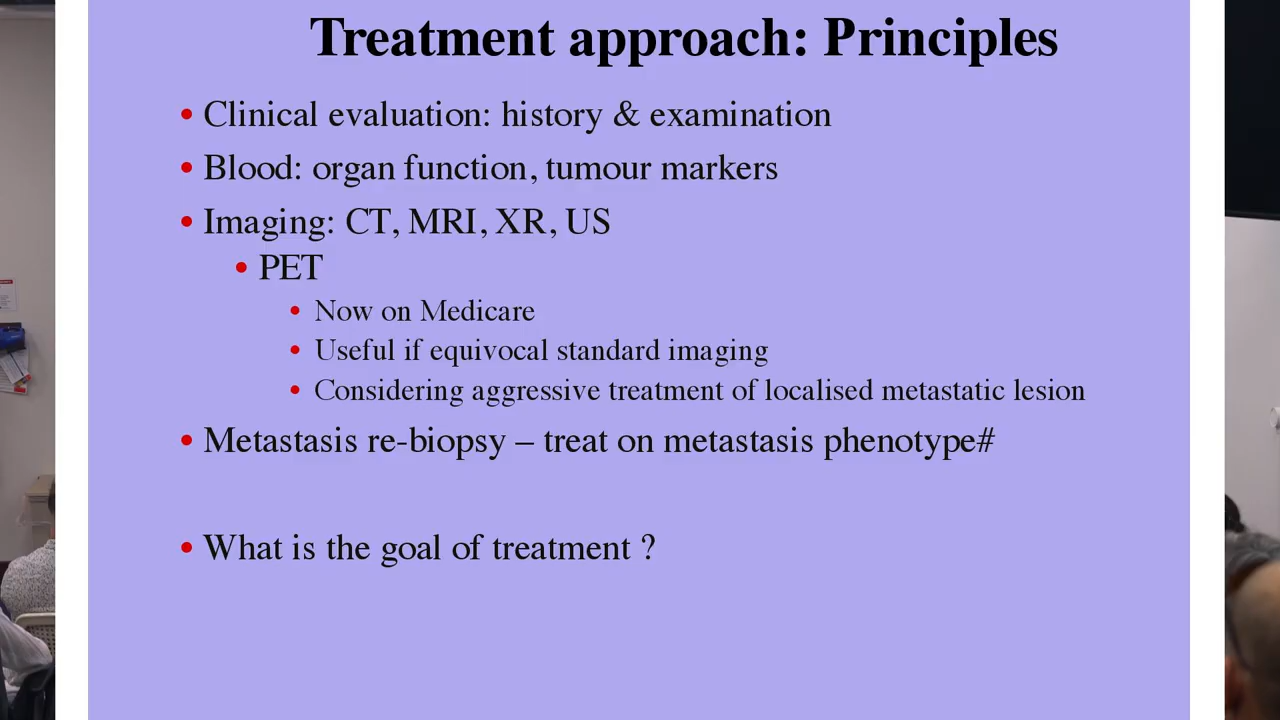 Treatment approach: Principles
• Clinical evaluation: history & examination
• Blood: organ function, tumour markers
• Imaging: CT, MRI, XR, US
• PET
• Now on Medicare
• Useful if equivocal standard imaging
• Considering aggressive treatment of localised metastatic lesion
• Metastasis re-biopsy – treat on metastasis phenotype#
• What is the goal of treatment ?